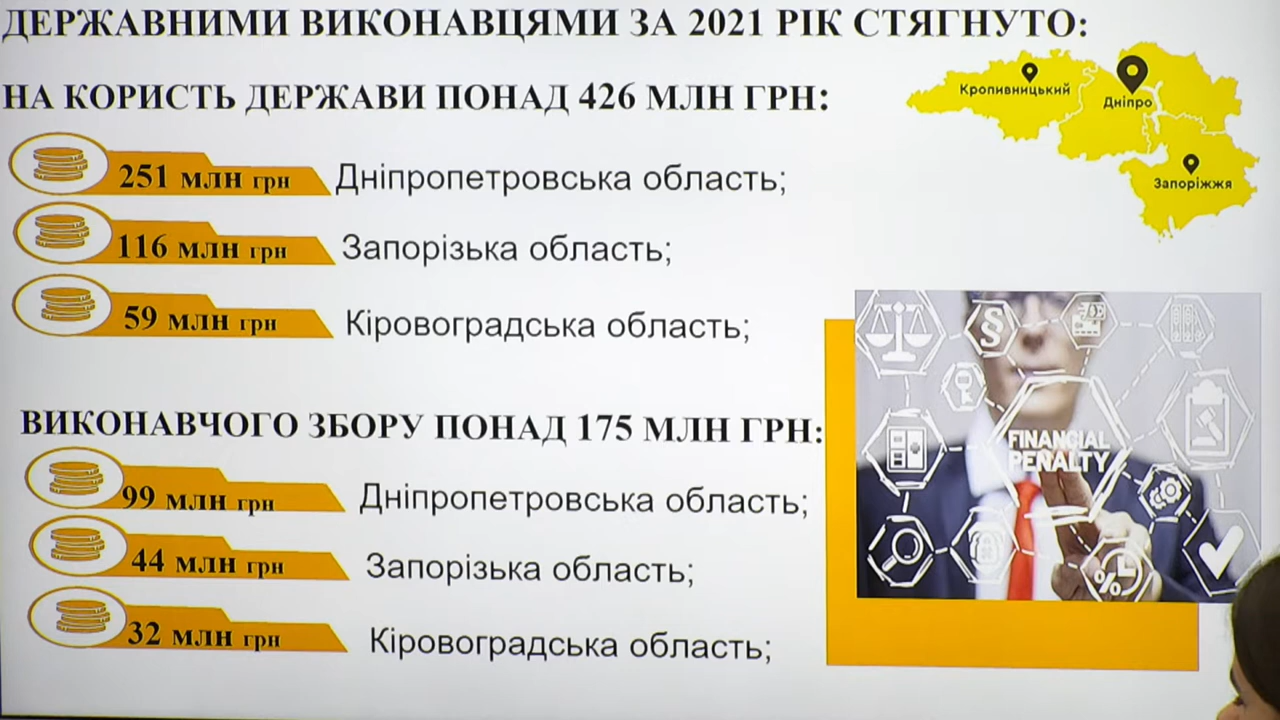 ДЕРЖАВНИМИ ВИКОНАВЦЯМИ ЗА 2021 РІК СТЯГНУТО:
НА КОРИСТЬ ДЕРЖАВИ ПОНАД 426 МЛН ГРН:
Кропивницький
Дніпро
Запоріжжя
251 млн грн Дніпропетровська область;
116 млн грн Запорізька область;
59 млн грн Кіровоградська область;
ВИКОНАВЧОГО ЗБОРУ ПОНАД 175 МЛН ГРН:
99 млн грн Дніпропетровська область;
44 млн грн Запорізька область;
32 млн грн Кіровоградська область;
FINANCIAL
PENALTY